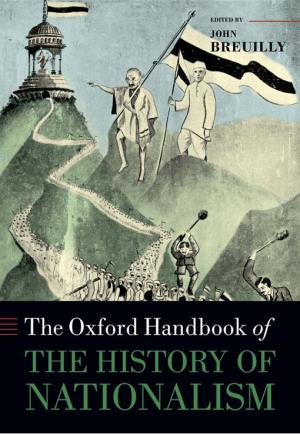 EDITED BY
JOHN
BREUILLY
The Oxford Handbook of
THE HISTORY OF
NATIONALISM